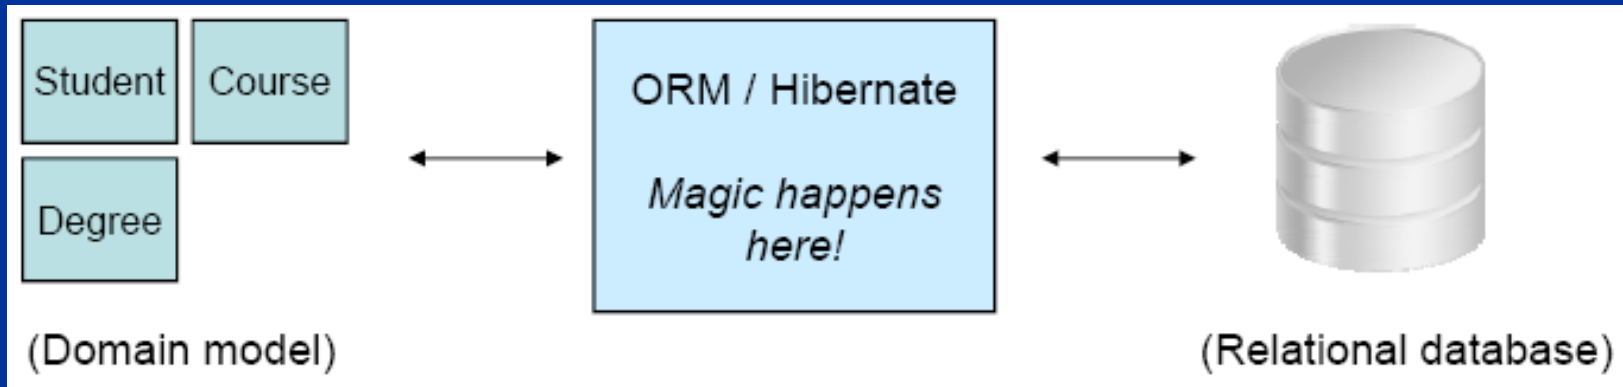 Student
Course
Degree
(Domain model)
ORM / Hibernate
Magic happens
here!
(Relational database)